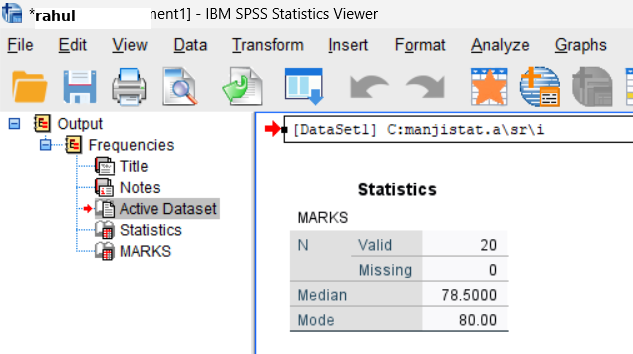 *rahul ment1] - IBM SPSS Statistics Viewer
File Edit View Data Transform Insert Format Analyze Graphs
Output
Frequencies
Title
Notes
Active Dataset
Statistics
MARKS
[DataSet1] C:manjistat.a\sr\i
Statistics
MARKS
N Valid 20
Missing 0
Median 78.5000
Mode 80.00